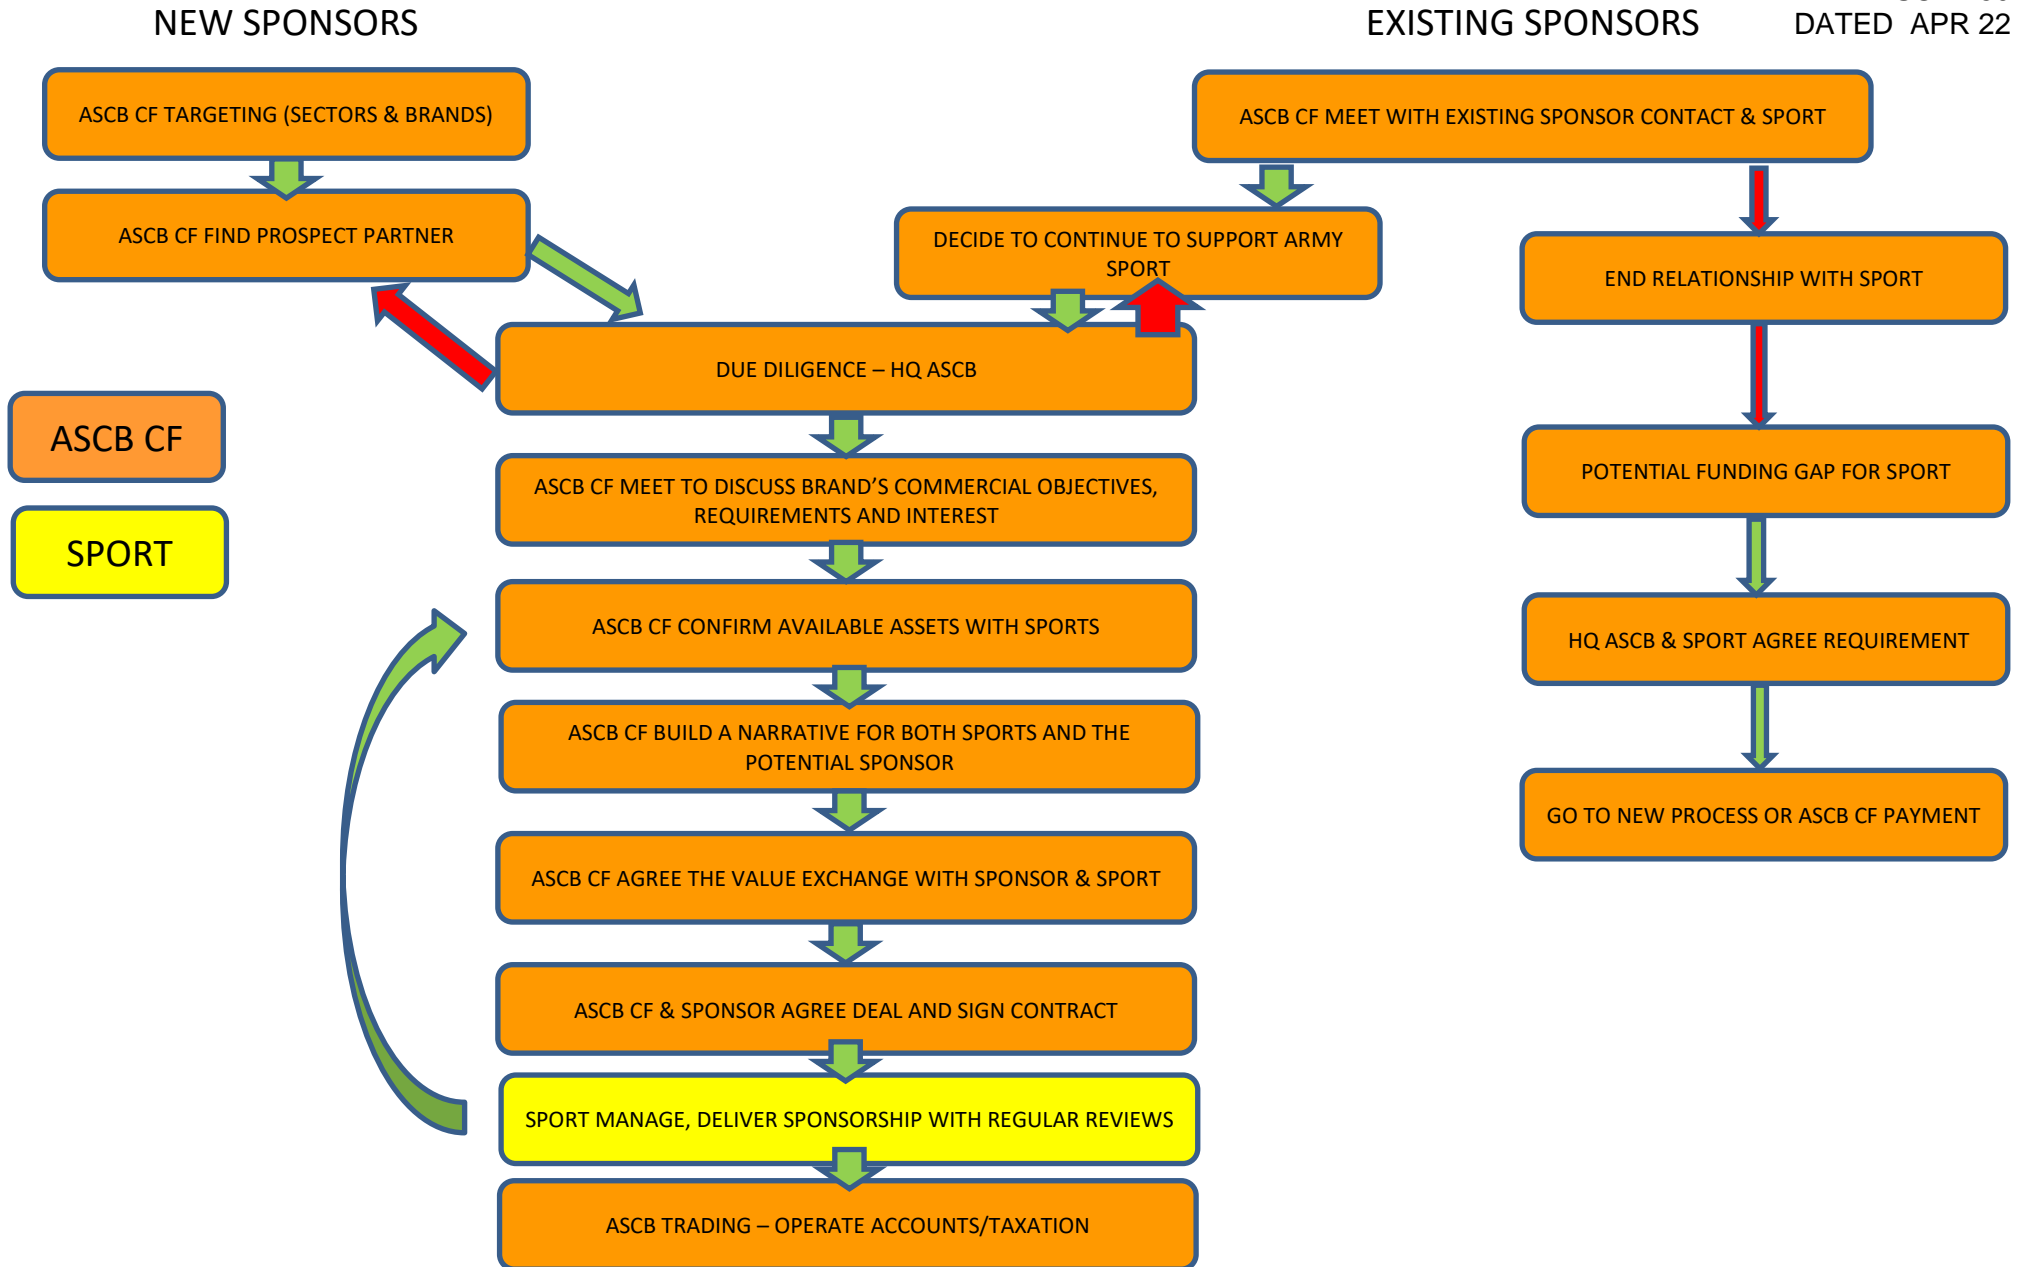 NEW SPONSORS
EXISTING SPONSORS
DATED APR 22
ASCB CF TARGETING (SECTORS & BRANDS)
ASCB CF MEET WITH EXISTING SPONSOR CONTACT & SPORT
ASCB CF FIND PROSPECT PARTNER
DECIDE TO CONTINUE TO SUPPORT ARMY
SPORT
END RELATIONSHIP WITH SPORT
DUE DILIGENCE – HQ ASCB
ASCB CF
SPORT
ASCB CF MEET TO DISCUSS BRAND’S COMMERCIAL OBJECTIVES,
REQUIREMENTS AND INTEREST
POTENTIAL FUNDING GAP FOR SPORT
ASCB CF CONFIRM AVAILABLE ASSETS WITH SPORTS
HQ ASCB & SPORT AGREE REQUIREMENT
ASCB CF BUILD A NARRATIVE FOR BOTH SPORTS AND THE
POTENTIAL SPONSOR
GO TO NEW PROCESS OR ASCB CF PAYMENT
ASCB CF AGREE THE VALUE EXCHANGE WITH SPONSOR & SPORT
ASCB CF & SPONSOR AGREE DEAL AND SIGN CONTRACT
SPORT MANAGE, DELIVER SPONSORSHIP WITH REGULAR REVIEWS
ASCB TRADING – OPERATE ACCOUNTS/TAXATION